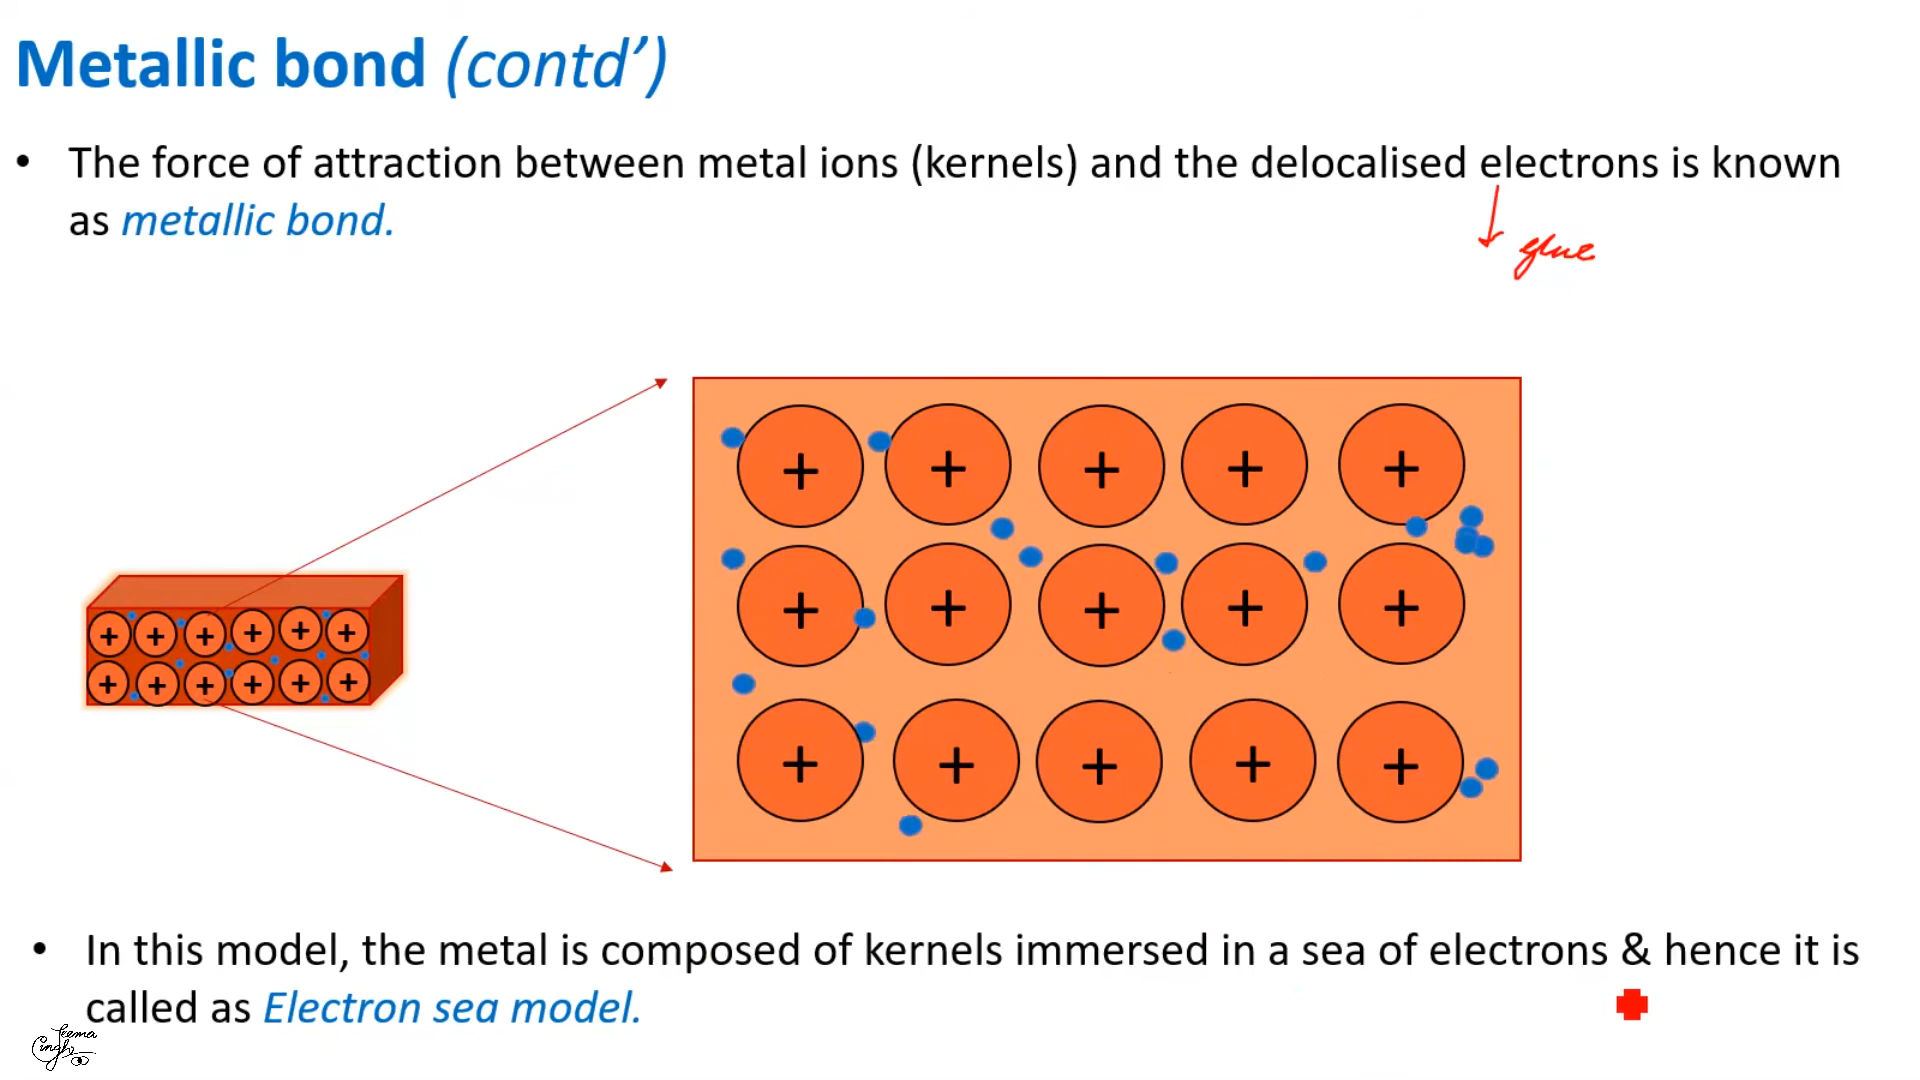 Metallic bond (contd’)
• The force of attraction between metal ions (kernels) and the delocalised electrons is known
as metallic bond.
glue
+ + + + +
+ + + + + +
+ + + + +
+ + + + + +
+ + + + +
• In this model, the metal is composed of kernels immersed in a sea of electrons & hence it is
called as Electron sea model.